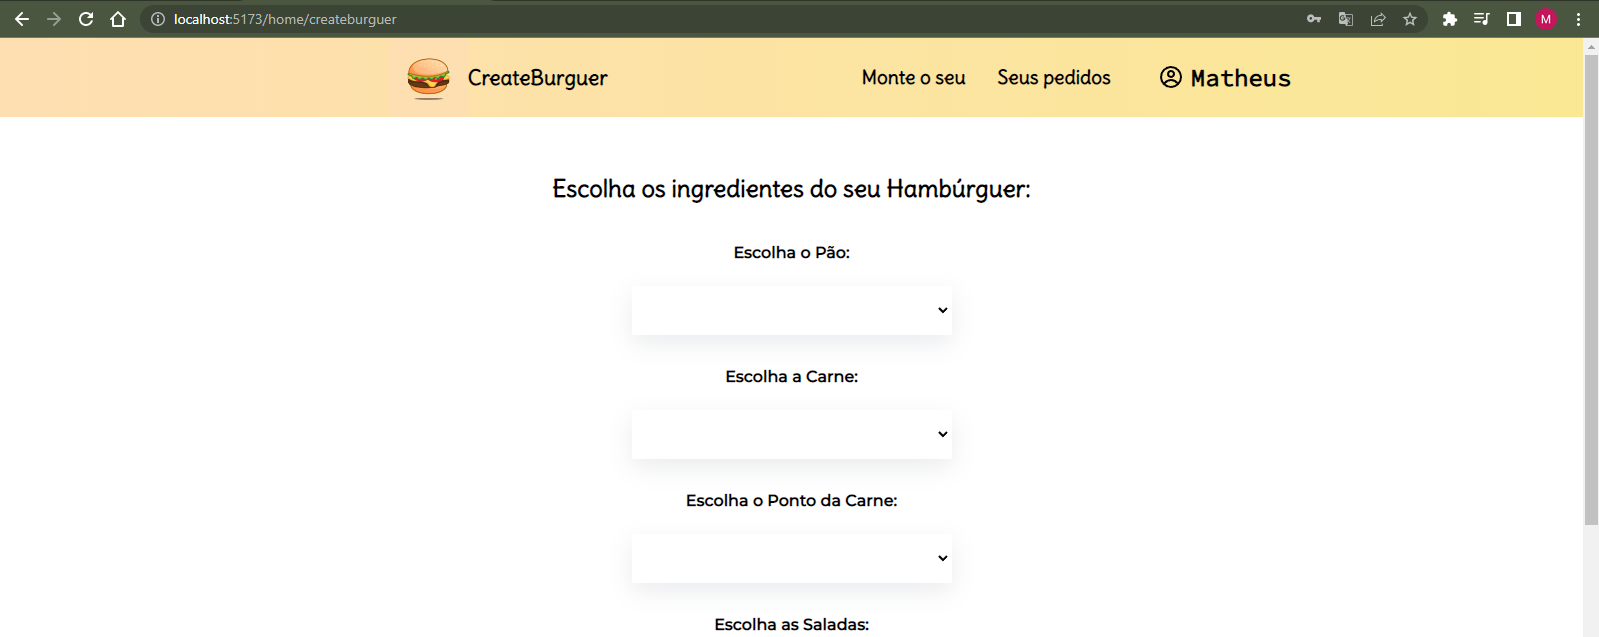 localhost:5173/home/createburguer
M
CreateBurguer
Monte o seu
Seus pedidos
Matheus
Escolha os ingredientes do seu Hambúrguer:
Escolha o Pão:
Escolha a Carne:
Escolha o Ponto da Carne:
Escolha as Saladas: